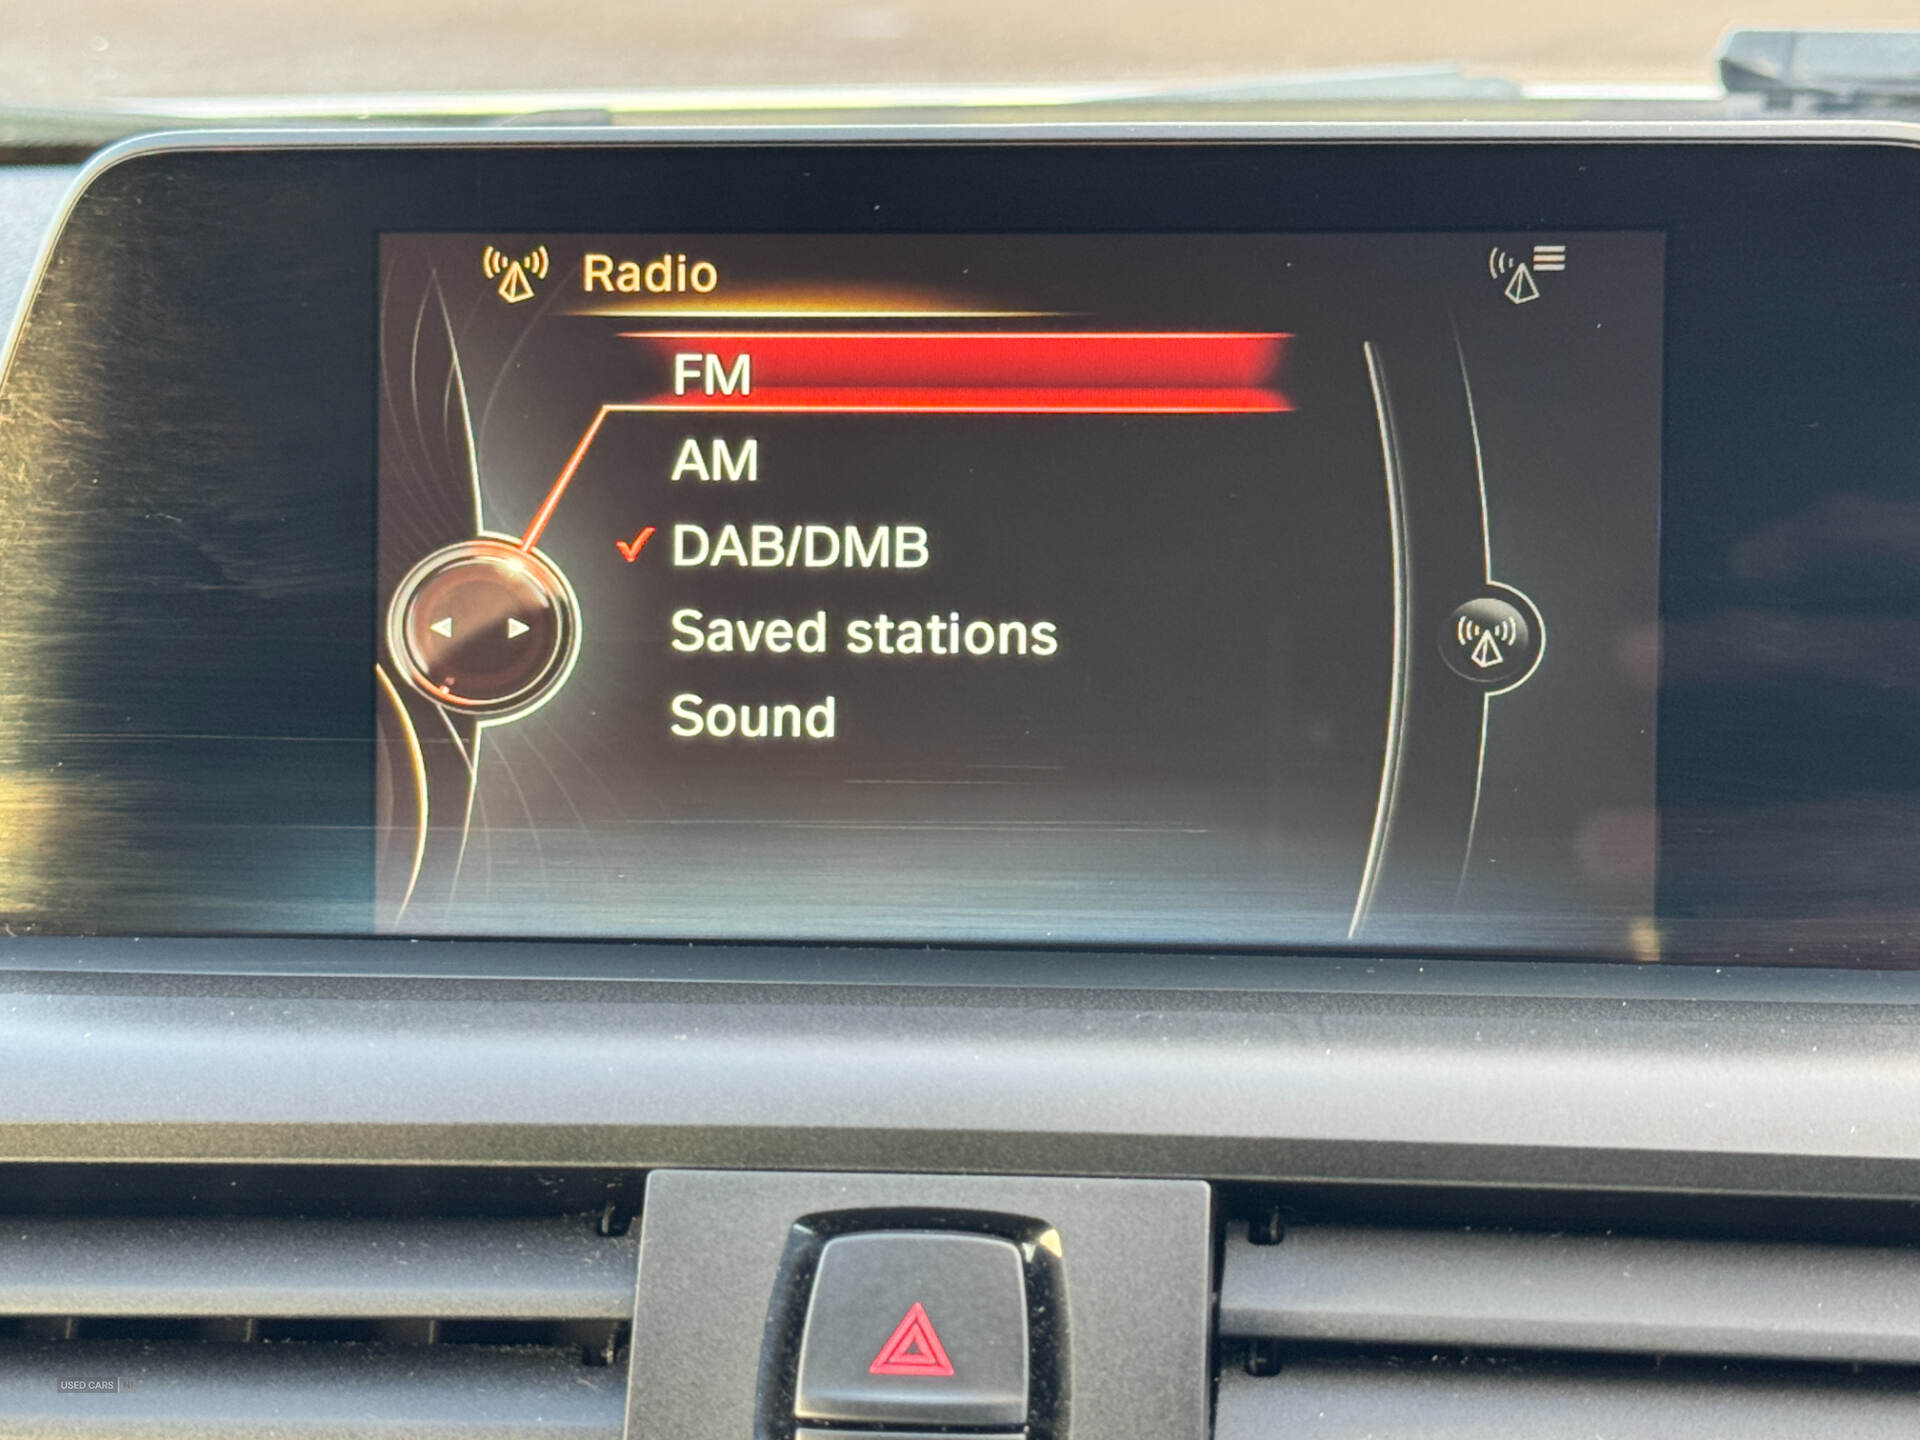 Radio
FM
AM
DAB/DMB
Saved stations
Sound
USED CARS